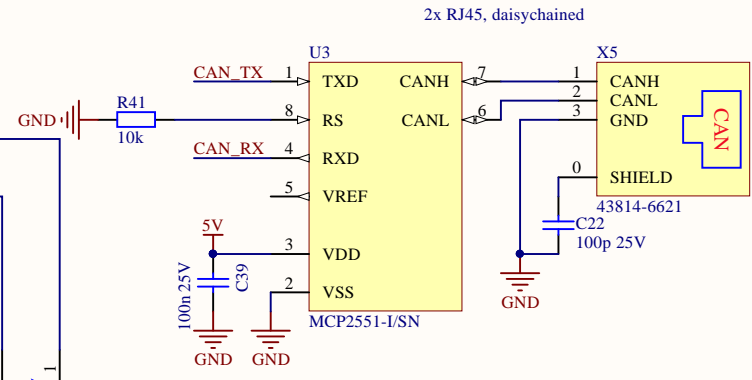 2x RJ45, daisychained
U3
X5
CAN_TX
1
TXD
CANH
7
1
CANH
2
CANL
R41
GND
10k
8
RS
CANL
6
3
GND
CAN
CAN_RX
4
RXD
0
SHIELD
5
VREF
43814-6621
5V
C22
100p 25V
3
VDD
100n 25V
C39
2
VSS
GND
MCP2551-I/SN
GND
GND
1